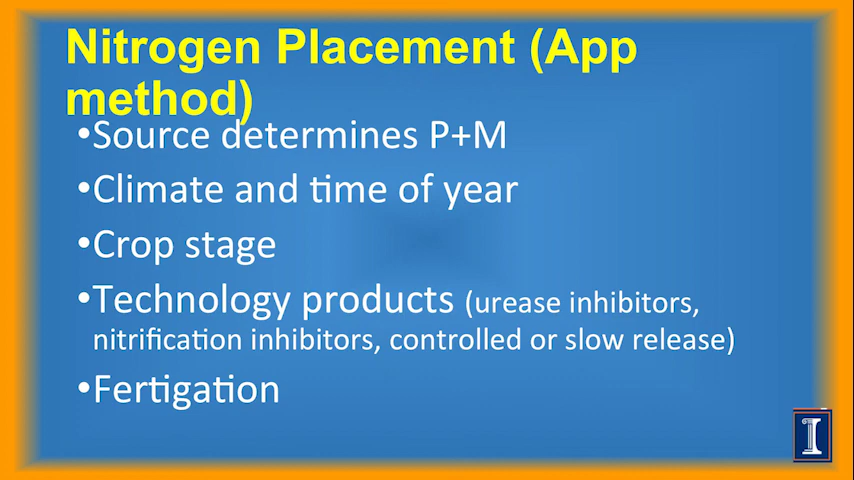 Nitrogen Placement (App
method)
•Source determines P+M
•Climate and time of year
•Crop stage
•Technology products (urease inhibitors,
nitrification inhibitors, controlled or slow release)
•Fertigation
I